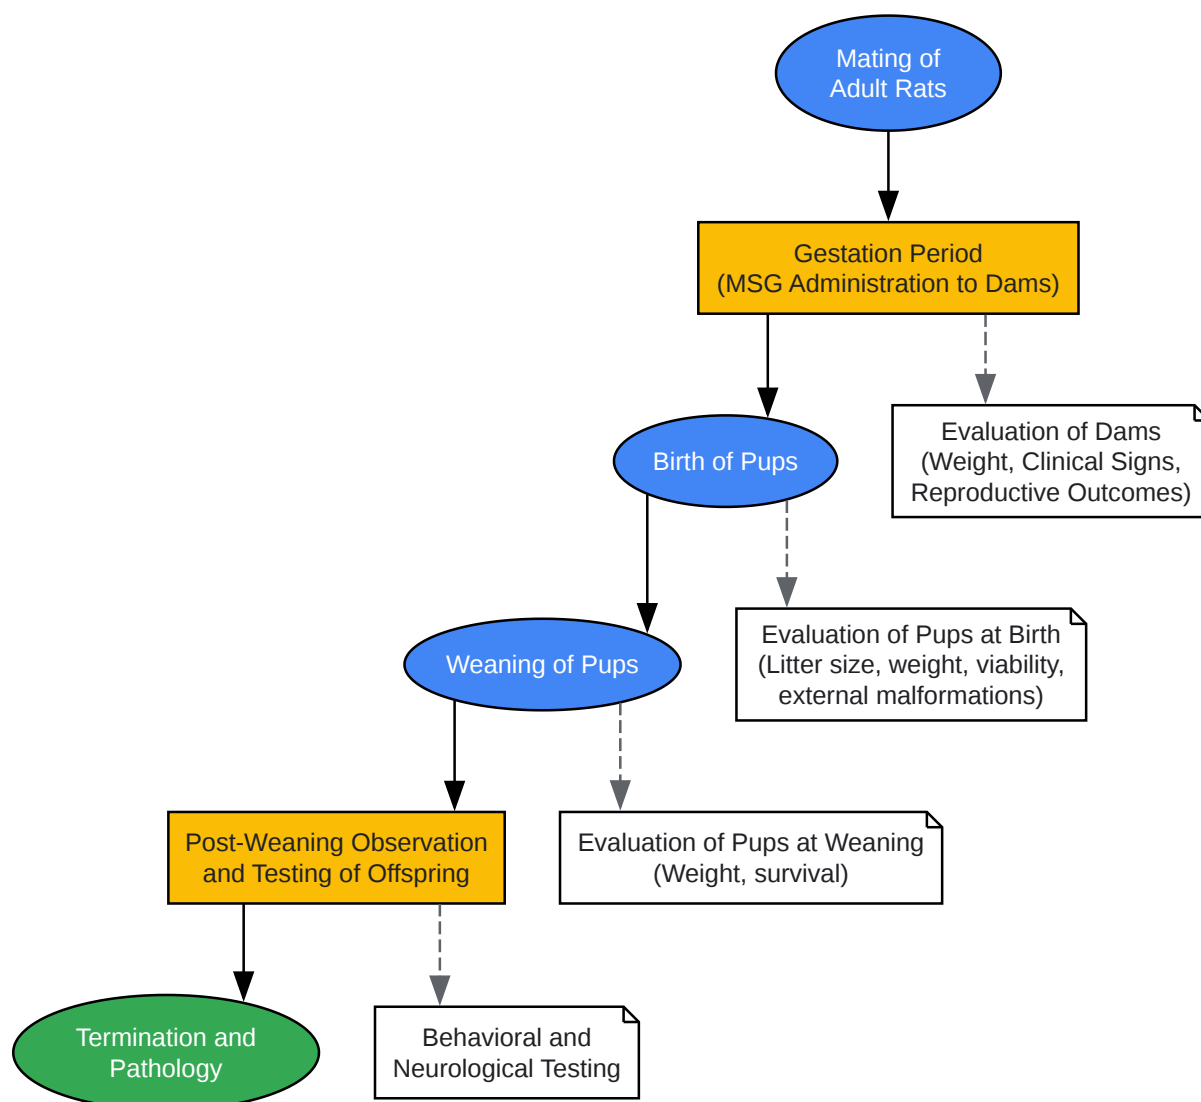 Mating of
Adult Rats
Gestation Period
(MSG Administration to Dams)
Evaluation of Dams
(Weight, Clinical Signs,
Reproductive Outcomes)
Birth of Pups
Evaluation of Pups at Birth
(Litter size, weight, viability,
external malformations)
Weaning of Pups
Evaluation of Pups at Weaning
(Weight, survival)
Post-Weaning Observation
and Testing of Offspring
Termination and
Pathology
Behavioral and
Neurological Testing